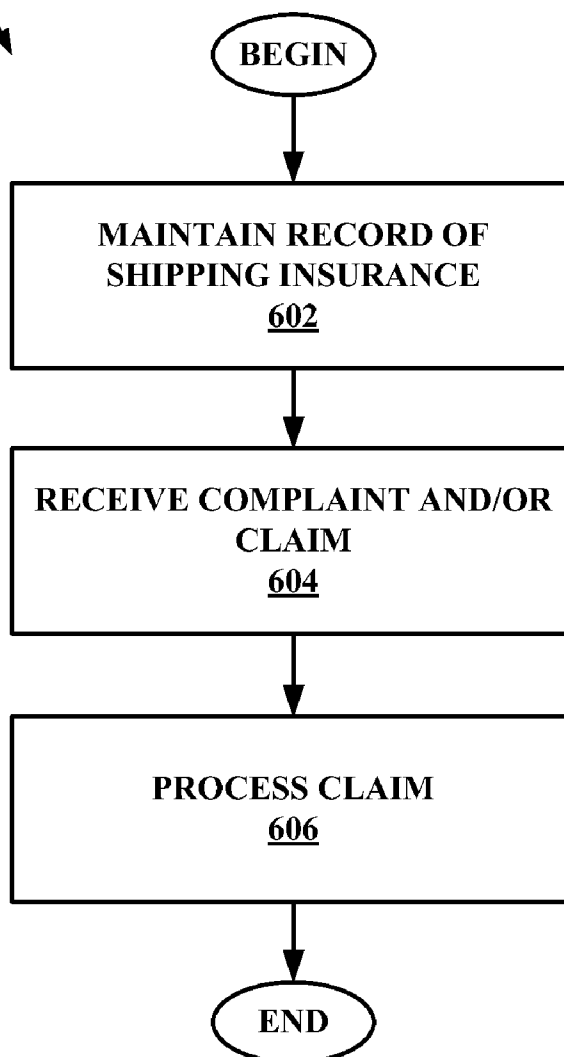 BEGIN
MAINTAIN RECORD OF
SHIPPING INSURANCE
602
RECEIVE COMPLAINT AND/OR
CLAIM
604
PROCESS CLAIM
606
END